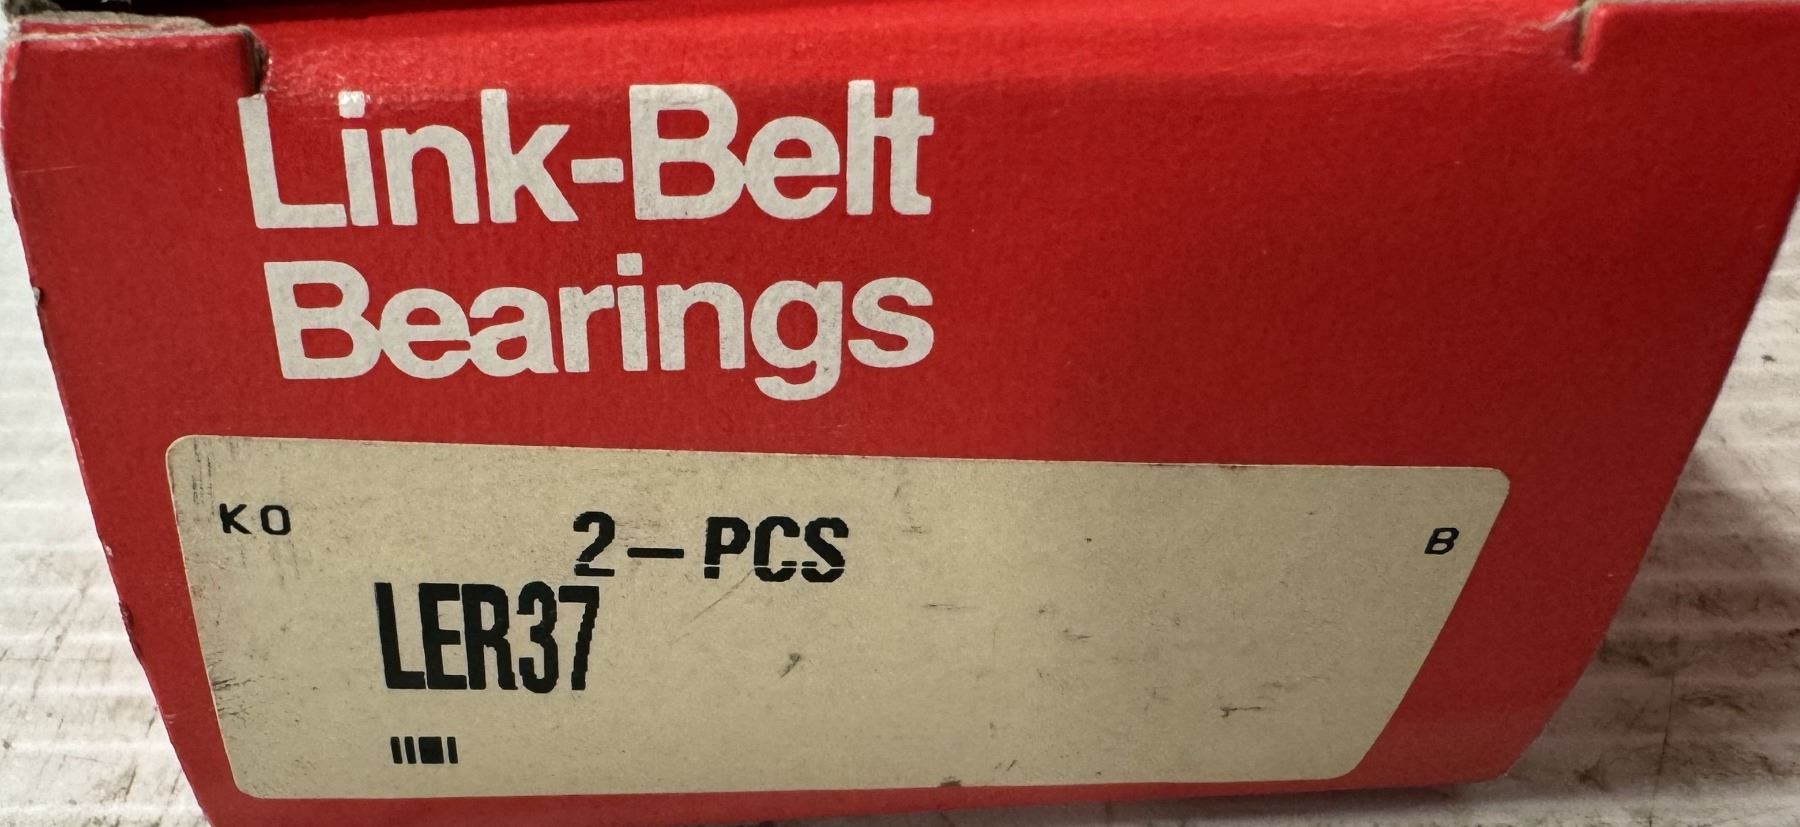 Link-Belt
Bearings
KO 2-PCS B
LER37